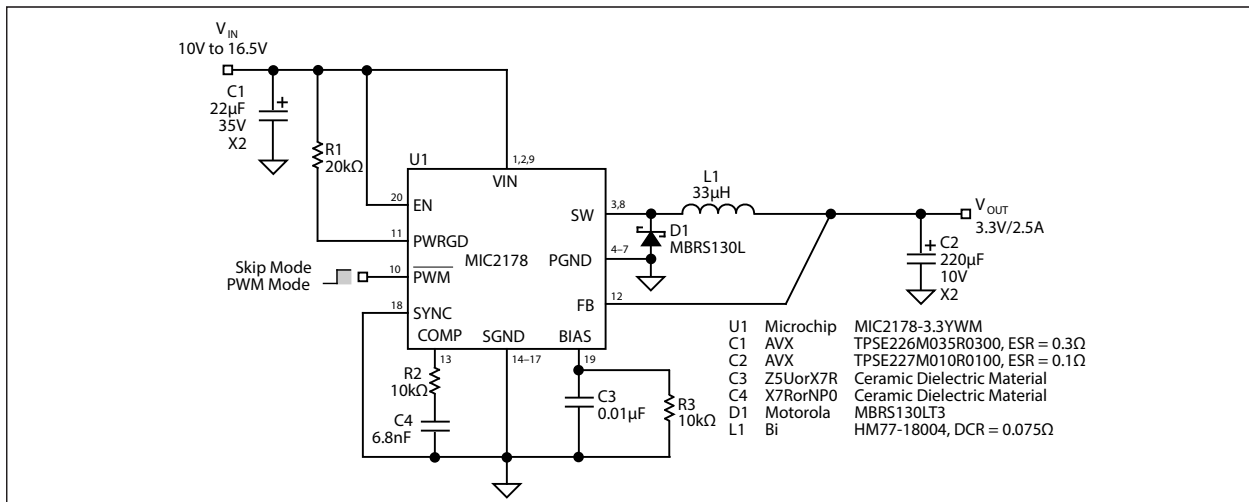 VIN
10V to 16.5V
C1
22µF
35V
X2
+
R1
20kΩ
U1
1,2,9
VIN
20
EN
11
PWRGD
MIC2178
10
PWM
18
SYNC
COMP
SGND
BIAS
SW
3,8
PGND
4–7
FB
12
Skip Mode
PWM Mode
L1
33µH
D1
MBRS130L
VOUT
3.3V/2.5A
+
C2
220µF
10V
X2
13
14–17
19
R2
10kΩ
C4
6.8nF
C3
0.01µF
R3
10kΩ
U1 Microchip MIC2178-3.3YWM
C1 AVX TPSE226M035R0300, ESR = 0.3Ω
C2 AVX TPSE227M010R0100, ESR = 0.1Ω
C3 Z5UorX7R Ceramic Dielectric Material
C4 X7RorNP0 Ceramic Dielectric Material
D1 Motorola MBRS130LT3
L1 Bi HM77-18004, DCR = 0.075Ω